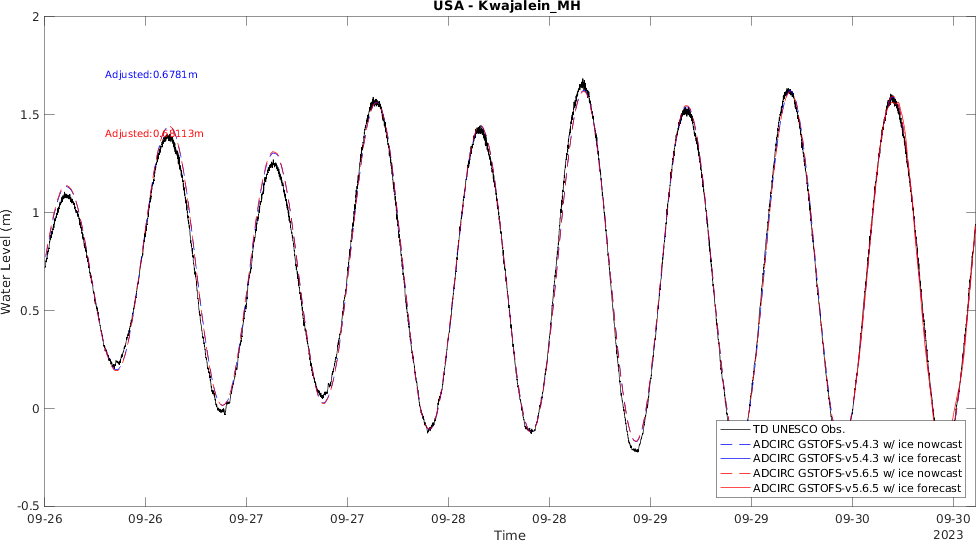 USA - Kwajalein_MH
2
1.5
1
0.5
0
-0.5
Water Level (m)
Adjusted:0.6781m
TD UNESCO Obs.
ADCIRC GSTOFS-v5.4.3 w/ ice nowcast
ADCIRC GSTOFS-v5.4.3 w/ ice forecast
ADCIRC GSTOFS-v5.6.5 w/ ice nowcast
ADCIRC GSTOFS-v5.6.5 w/ ice forecast
09-26 09-26 09-27 09-27 09-28 09-28 09-29 09-29 09-30 09-30
Time
2023